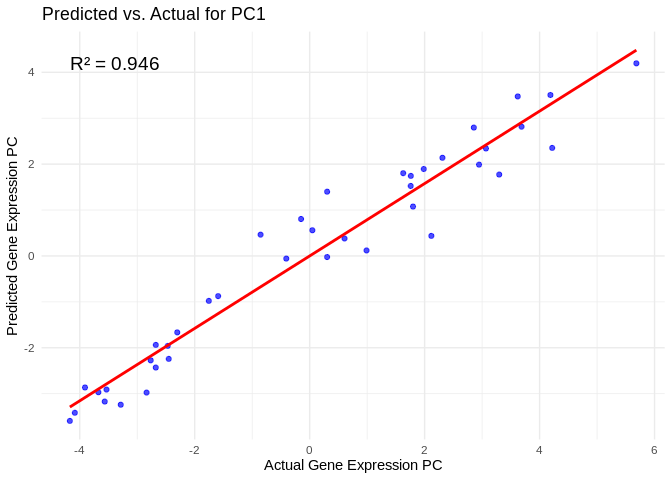 Predicted vs. Actual for PC1
R² = 0.946
Predicted Gene Expression PC
4
2
0
-2
-4
-2
0
2
4
6
Actual Gene Expression PC